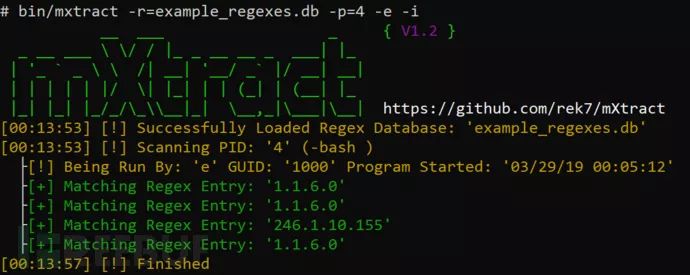 # bin/mxtract -r=example_regexes.db -p=4 -e -i
{ V1.2 }
mXtract
https://github.com/rek7/mXtract
[00:13:53] [!] Successfully Loaded Regex Database: 'example_regexes.db'
[00:13:53] [!] Scanning PID: '4' (-bash )
[!] Being Run By: 'e' GUID: '1000' Program Started: '03/29/19 00:05:12'
[+] Matching Regex Entry: '1.1.6.0'
[+] Matching Regex Entry: '1.1.6.0'
[+] Matching Regex Entry: '246.1.10.155'
[+] Matching Regex Entry: '1.1.6.0'
[00:13:57] [!] Finished